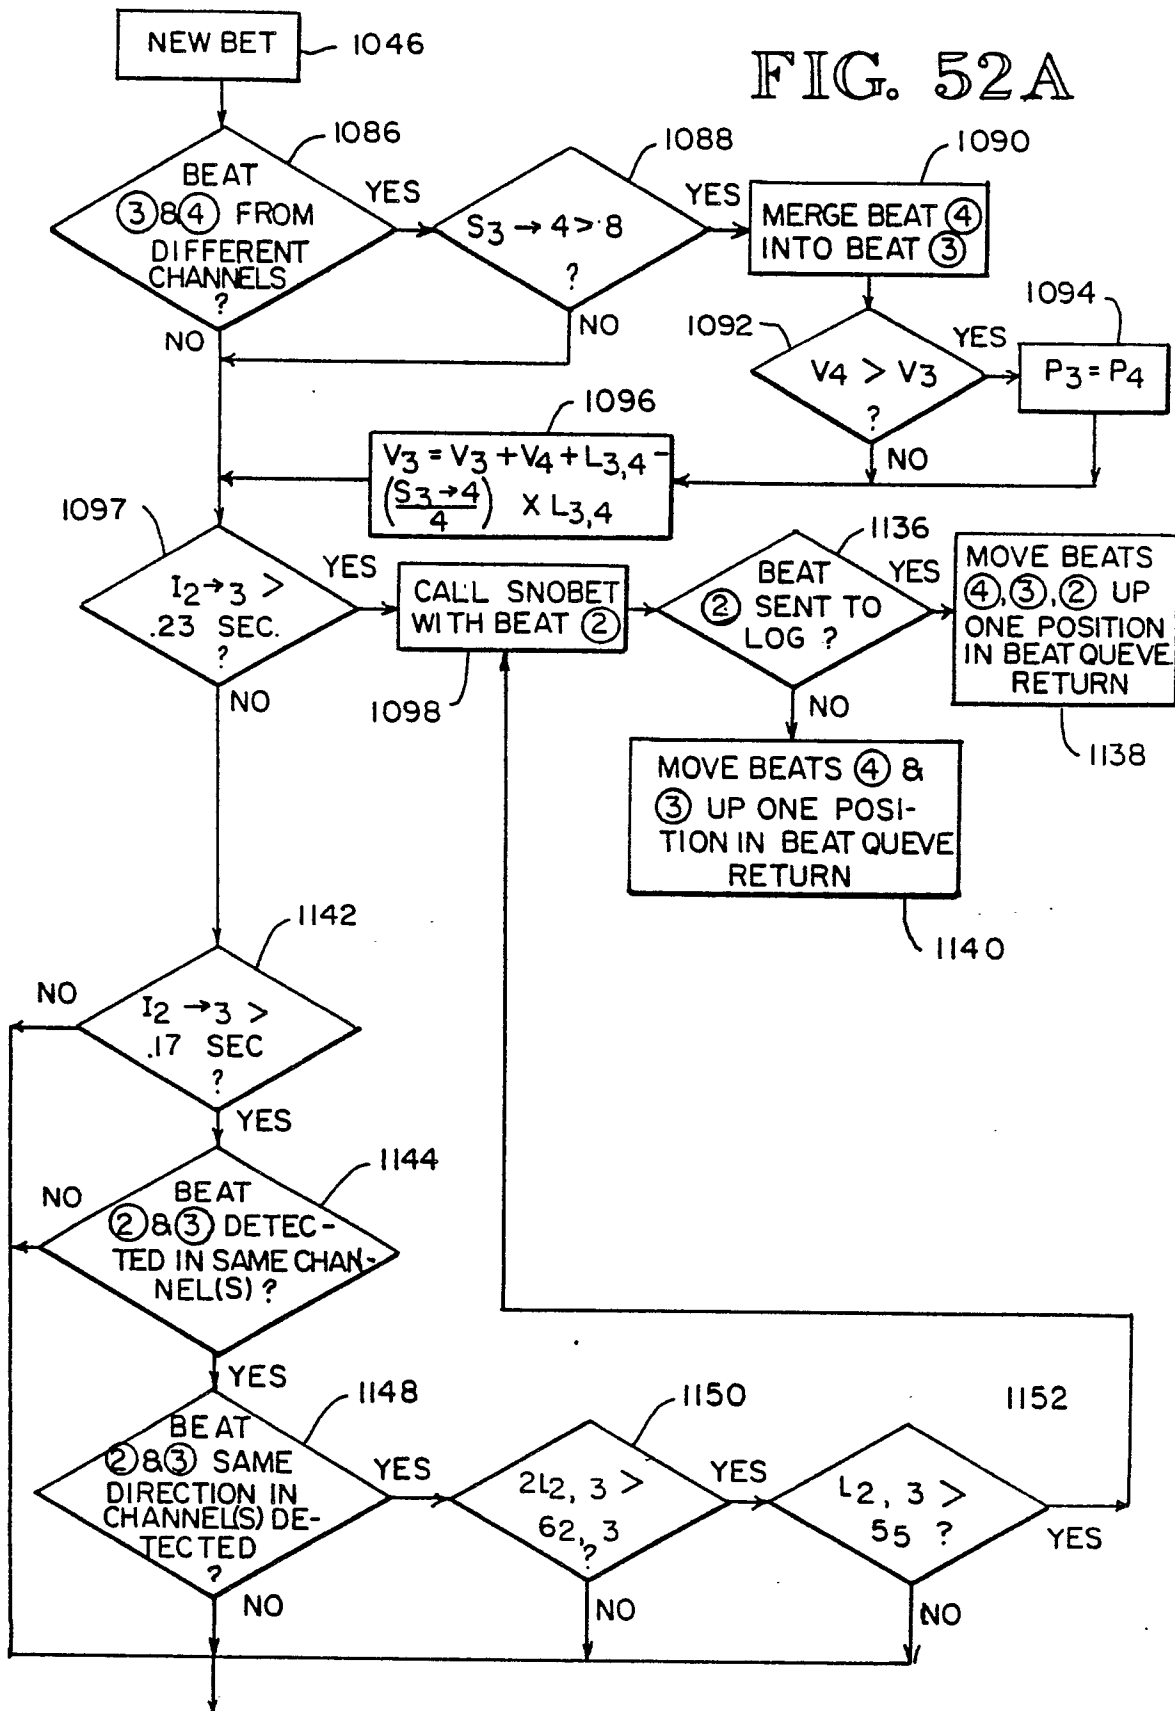 NEW BET
1046
FIG. 52A
1086
BEAT
③&④ FROM
DIFFERENT
CHANNELS
?
YES
NO
1088
S3 → 4 > .8
?
YES
NO
1090
MERGE BEAT ④
INTO BEAT ③
1092
V4 > V3
?
YES
NO
1094
P3 = P4
1096
V3 = V3 + V4 + L3,4 -
(S3 → 4 / 4) X L3,4
1097
I2 → 3 >
.23 SEC.
?
YES
NO
CALL SNOBET
WITH BEAT ②
1098
1136
BEAT
② SENT TO
LOG ?
YES
NO
MOVE BEATS
④,③,② UP
ONE POSITION
IN BEAT QUEVE
RETURN
1138
MOVE BEATS ④ &
③ UP ONE POSI-
TION IN BEAT QUEVE
RETURN
1140
1142
I2 → 3 >
.17 SEC
?
NO
YES
1144
BEAT
②&③ DETEC-
TED IN SAME CHAN-
NEL(S) ?
NO
YES
1148
BEAT
②&③ SAME
DIRECTION IN
CHANNEL(S) DE-
TECTED
?
YES
NO
1150
2L2, 3 >
62, 3
?
YES
NO
1152
L2, 3 >
55 ?
YES
NO